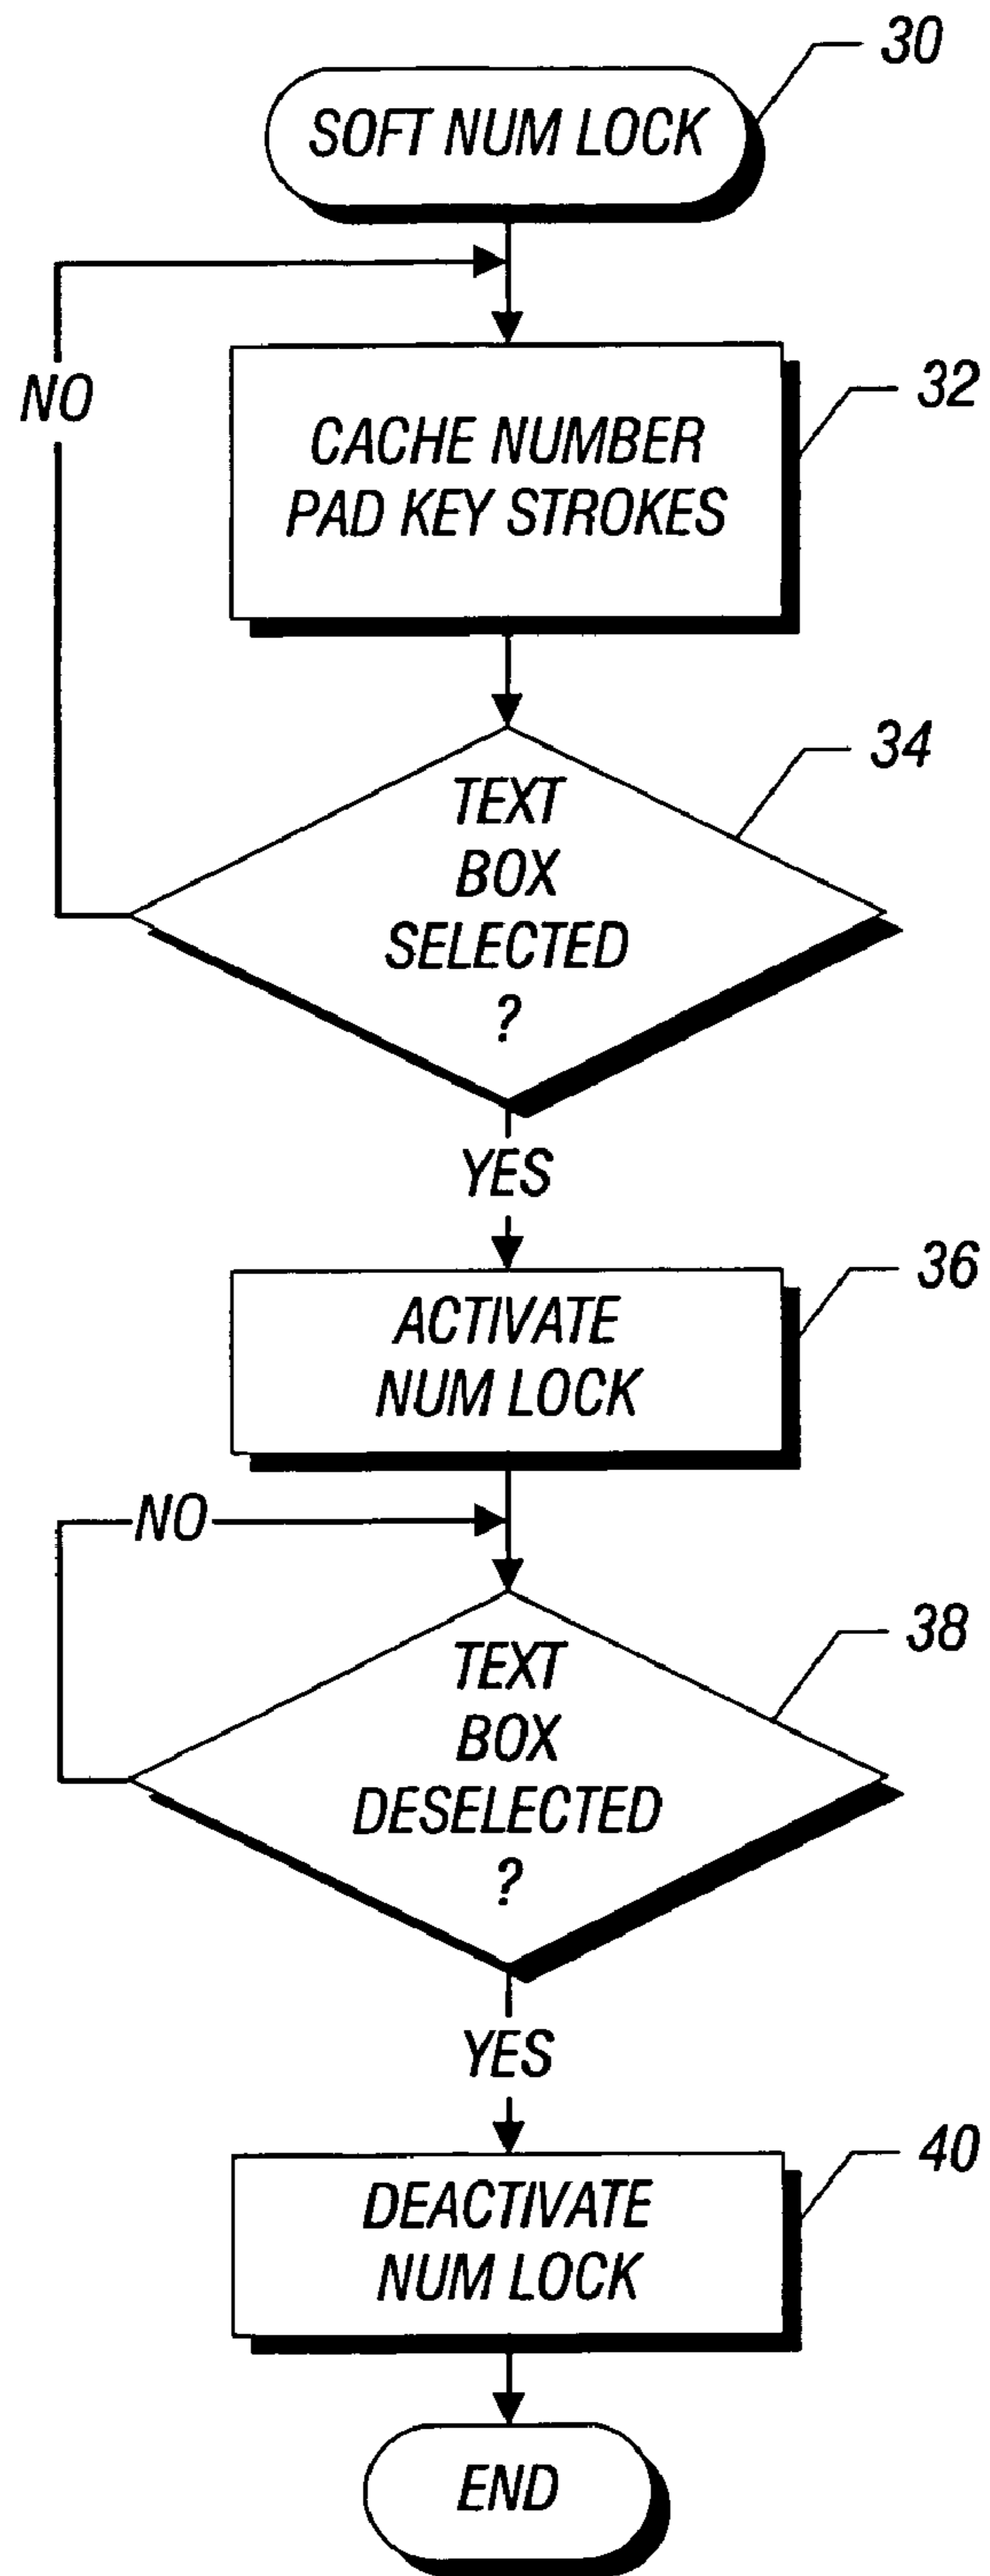 30
SOFT NUM LOCK
NO
32
CACHE NUMBER
PAD KEY STROKES
34
TEXT
BOX
SELECTED
?
YES
36
ACTIVATE
NUM LOCK
NO
38
TEXT
BOX
DESELECTED
?
YES
40
DEACTIVATE
NUM LOCK
END